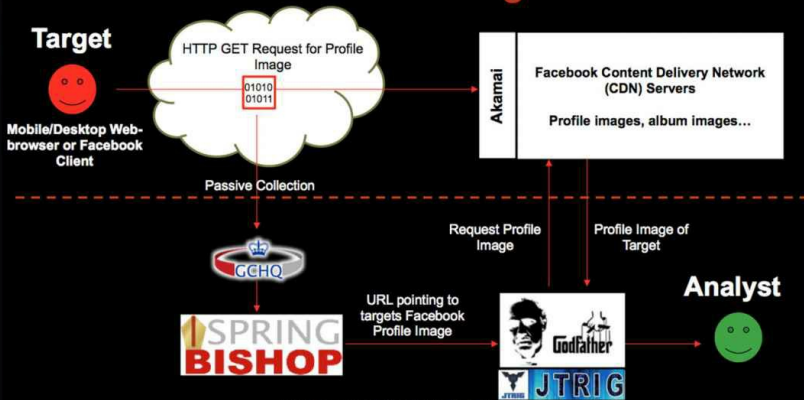 Target
HTTP GET Request for Profile
Image
01010
01011
Mobile/Desktop Web-
browser or Facebook
Client
Akamai
Facebook Content Delivery Network
(CDN) Servers
Profile images, album images...
Passive Collection
GCHQ
SPRING
BISHOP
URL pointing to
targets Facebook
Profile Image
Request Profile
Image
Profile Image of
Target
Godfather
JTRIG
JTRIG
Analyst